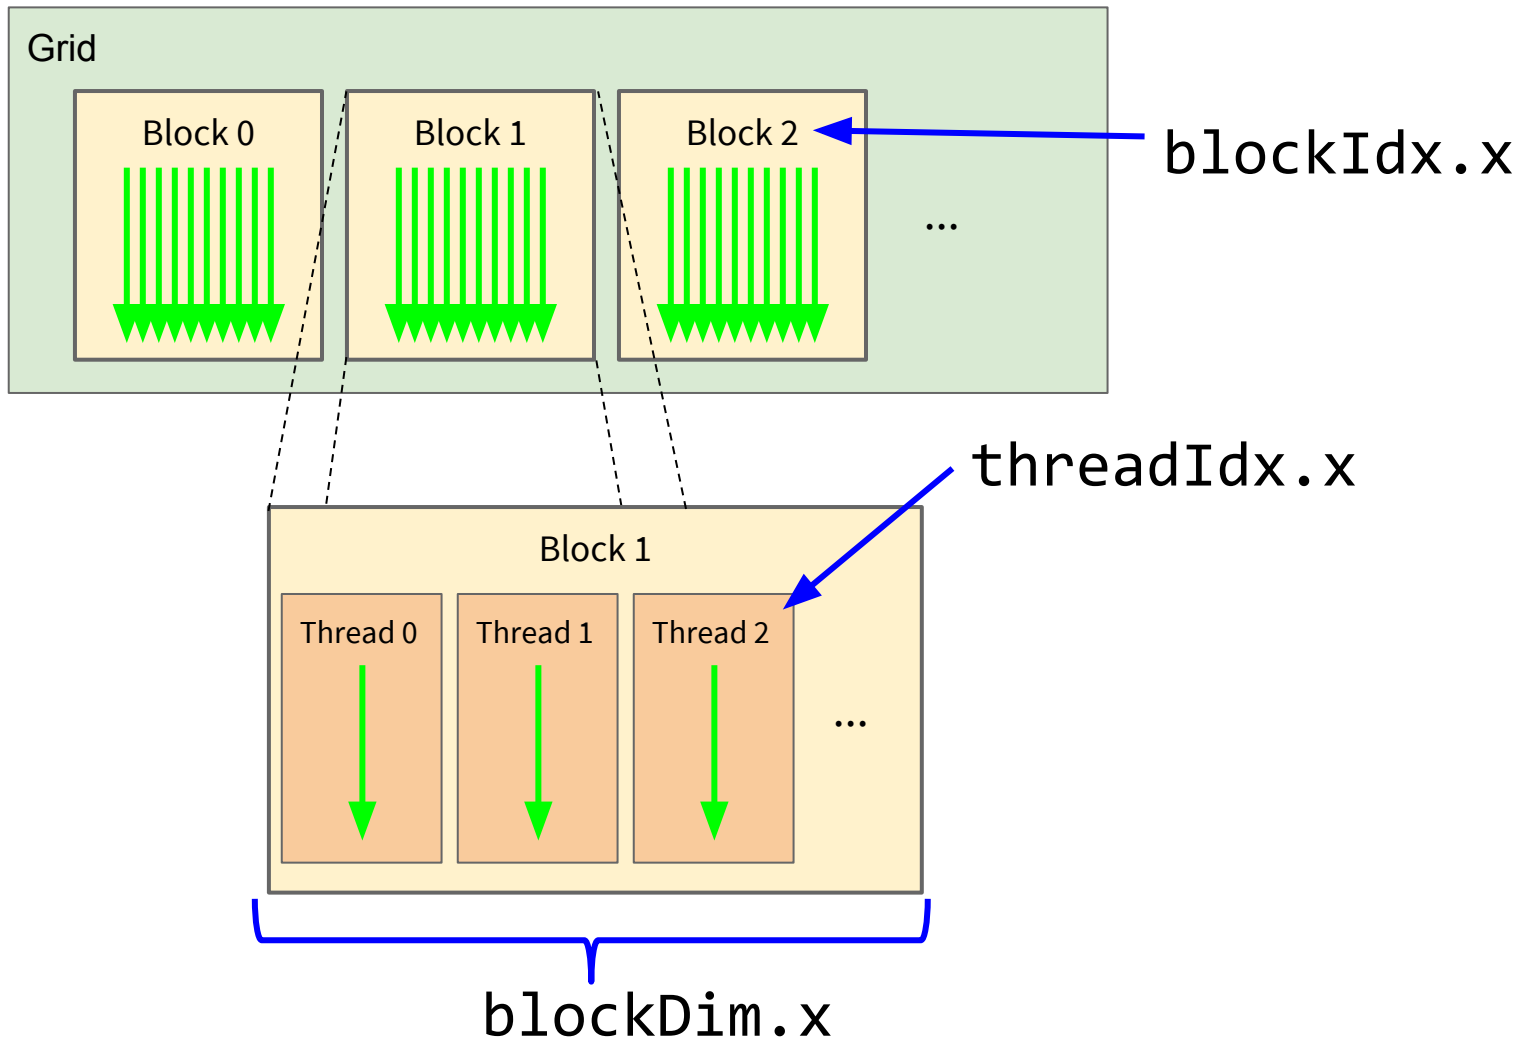 Grid
Block 0
Block 1
Block 2
blockIdx.x
...
threadIdx.x
Block 1
Thread 0
Thread 1
Thread 2
...
blockDim.x